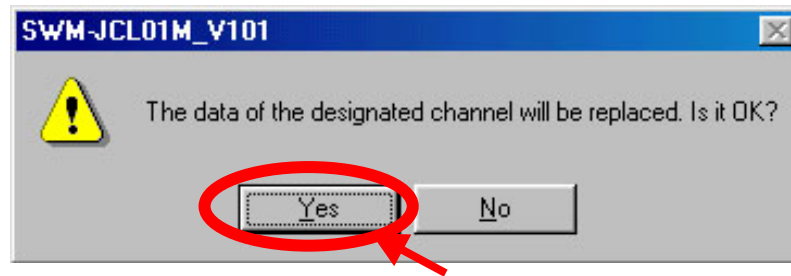 SWM-JCL01M_V101
The data of the designated channel will be replaced. Is it OK?
Yes No